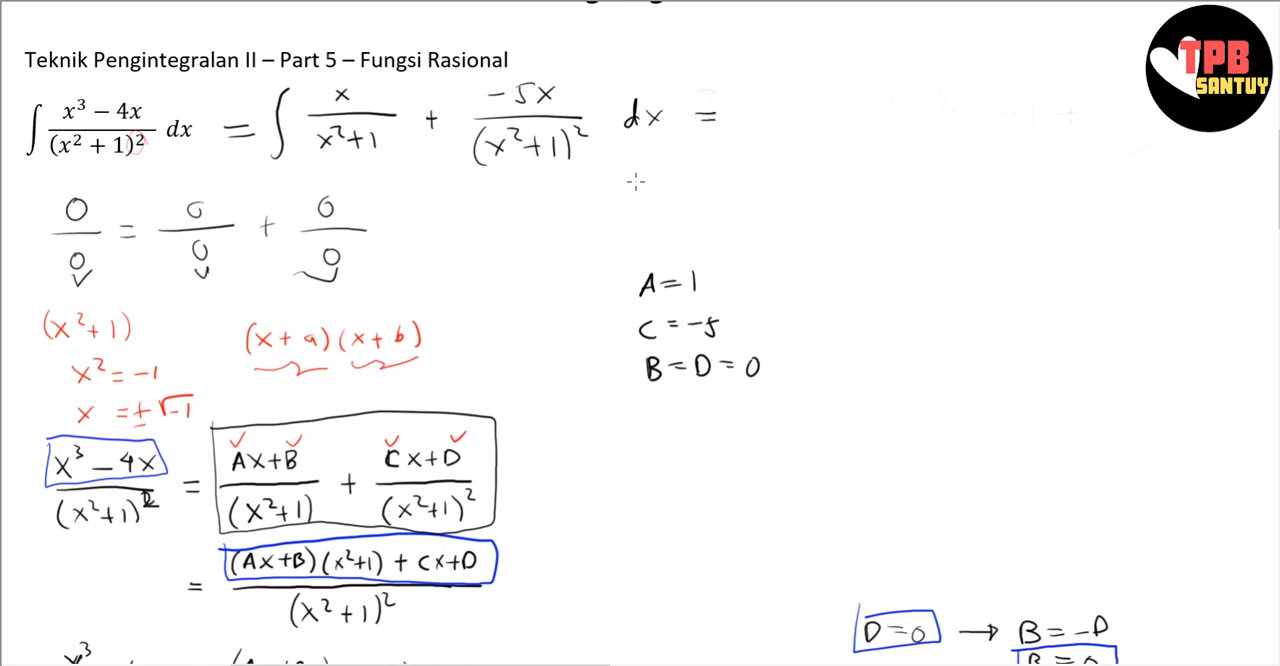 Teknik Pengintegralan II – Part 5 – Fungsi Rasional
TPB
SANTUY
∫ (x³ − 4x)/(x² + 1)² dx = ∫ x/(x²+1) + (−5x)/(x²+1)² dx =
0/0 = 0/0 + 0/0
A = 1
C = −5
B = D = 0
(x²+1)
(x + a)(x + b)
x² = −1
x = ±√−1
(x³ − 4x)/(x²+1)² = (Ax+B)/(x²+1) + (Cx+D)/(x²+1)²
= ((Ax+B)(x²+1) + Cx+D)/(x²+1)²
D = 0 → B = −D
B = 0